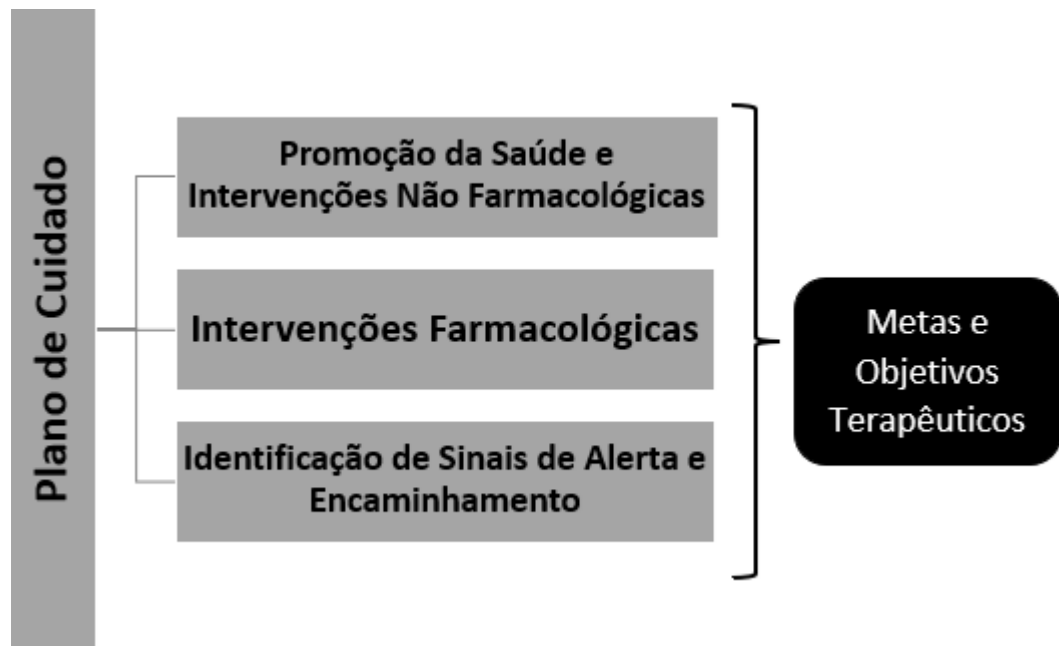 Plano de Cuidado
Promoção da Saúde e
Intervenções Não Farmacológicas
Intervenções Farmacológicas
Identificação de Sinais de Alerta e
Encaminhamento
Metas e
Objetivos
Terapêuticos